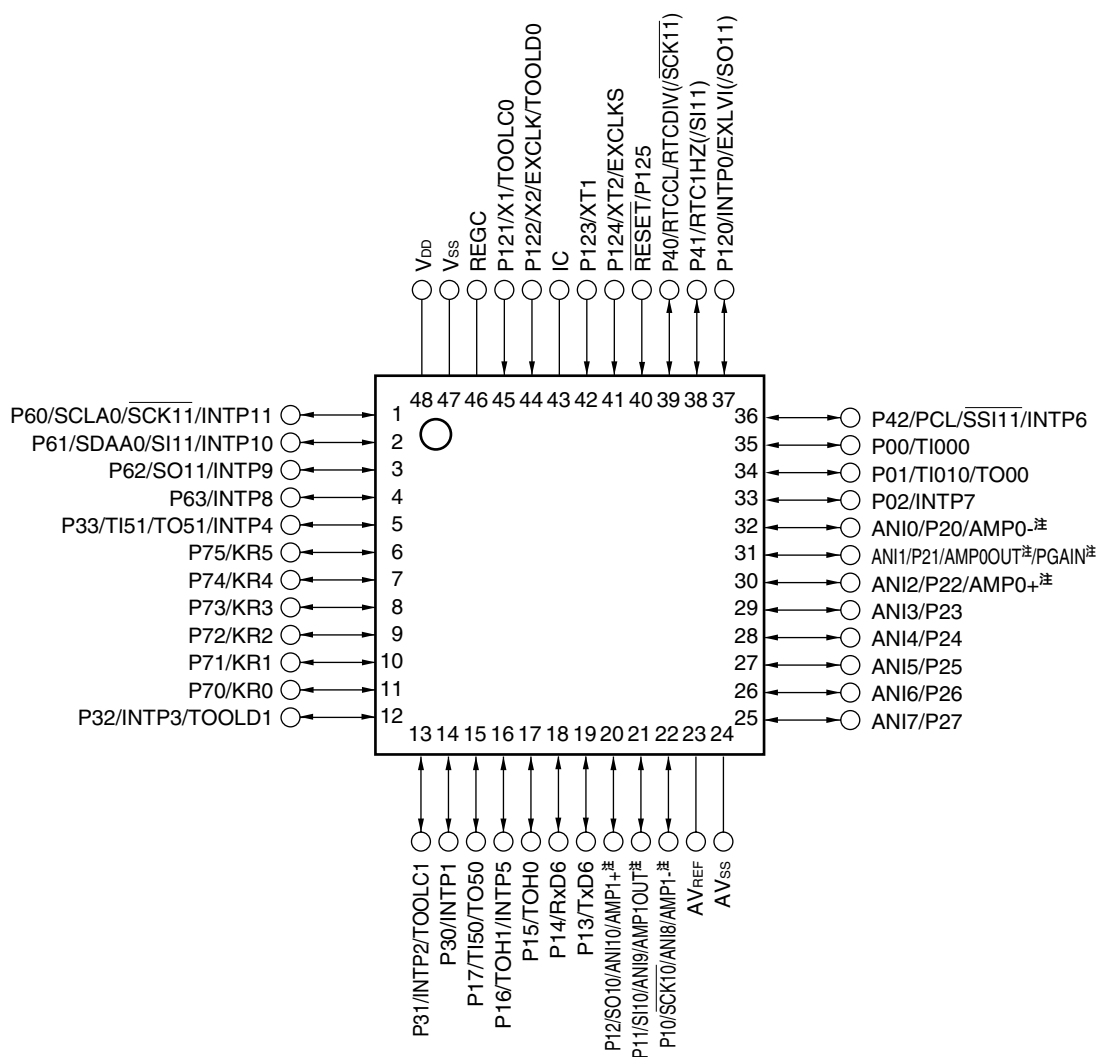 VDD
VSS
REGC
P121/X1/TOOLC0
P122/X2/EXCLK/TOOLD0
IC
P123/XT1
P124/XT2/EXCLKS
RESET/P125
P40/RTCCL/RTCDIV(/SCK11)
P41/RTC1HZ(/SI11)
P120/INTP0/EXLVI(/SO11)
48 47 46 45 44 43 42 41 40 39 38 37
P60/SCLA0/SCK11/INTP11 1
P61/SDAA0/SI11/INTP10 2
P62/SO11/INTP9 3
P63/INTP8 4
P33/TI51/TO51/INTP4 5
P75/KR5 6
P74/KR4 7
P73/KR3 8
P72/KR2 9
P71/KR1 10
P70/KR0 11
P32/INTP3/TOOLD1 12
36 P42/PCL/SSI11/INTP6
35 P00/TI000
34 P01/TI010/TO00
33 P02/INTP7
32 ANI0/P20/AMP0-注
31 ANI1/P21/AMP0OUT注/PGAIN注
30 ANI2/P22/AMP0+注
29 ANI3/P23
28 ANI4/P24
27 ANI5/P25
26 ANI6/P26
25 ANI7/P27
13 14 15 16 17 18 19 20 21 22 23 24
P31/INTP2/TOOLC1
P30/INTP1
P17/TI50/TO50
P16/TOH1/INTP5
P15/TOH0
P14/RxD6
P13/TxD6
P12/SO10/ANI10/AMP1+注
P11/SI10/ANI9/AMP1OUT注
P10/SCK10/ANI8/AMP1-注
AVREF
AVSS